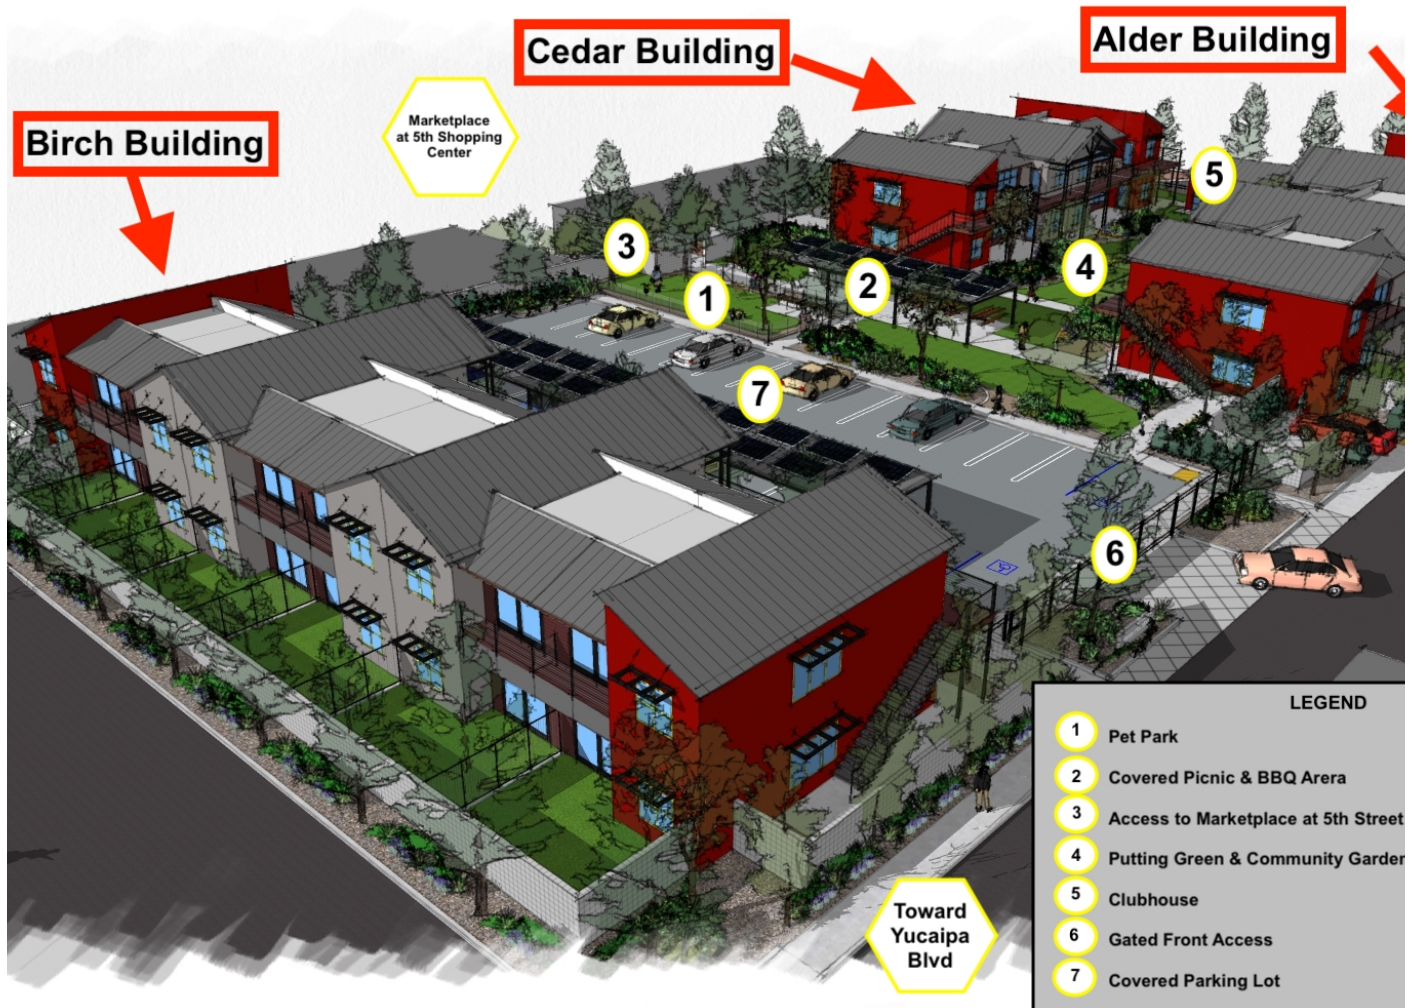 Cedar Building
Alder Building
Birch Building
Marketplace
at 5th Shopping
Center
5
3
4
2
1
7
6
Toward
Yucaipa
Blvd
LEGEND
1 Pet Park
2 Covered Picnic & BBQ Arera
3 Access to Marketplace at 5th Street
4 Putting Green & Community Garden
5 Clubhouse
6 Gated Front Access
7 Covered Parking Lot